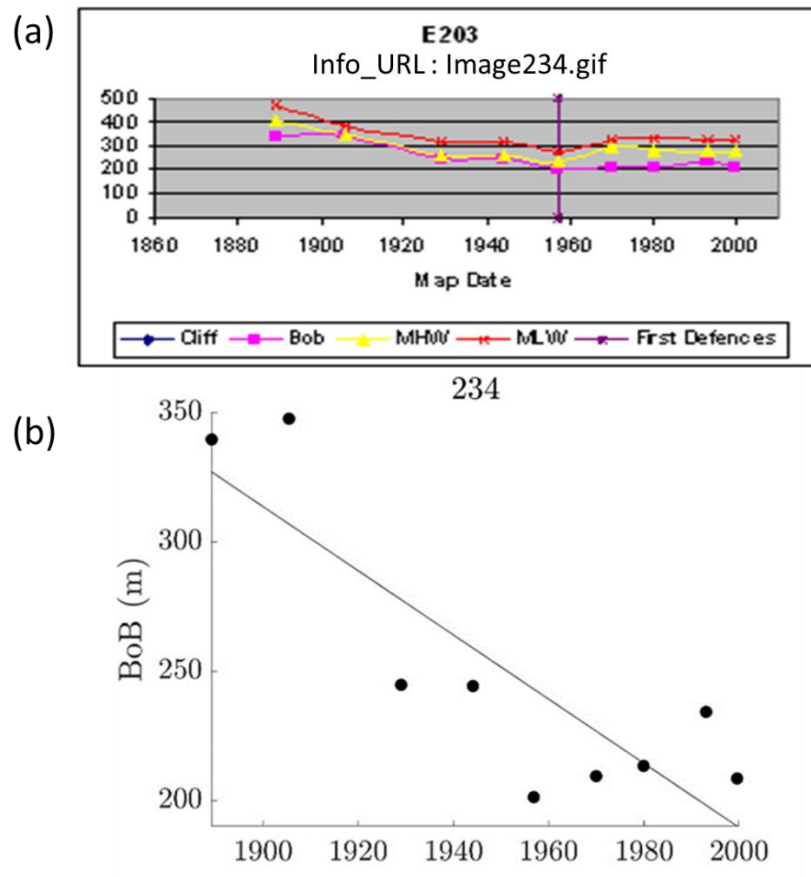 (a)
E203
Info_URL : Image234.gif
500
400
300
200
100
0
1860 1880 1900 1920 1940 1960 1980 2000
Map Date
Cliff Bob MHW MLW First Defences
(b)
234
350
300
250
200
BoB (m)
1900 1920 1940 1960 1980 2000